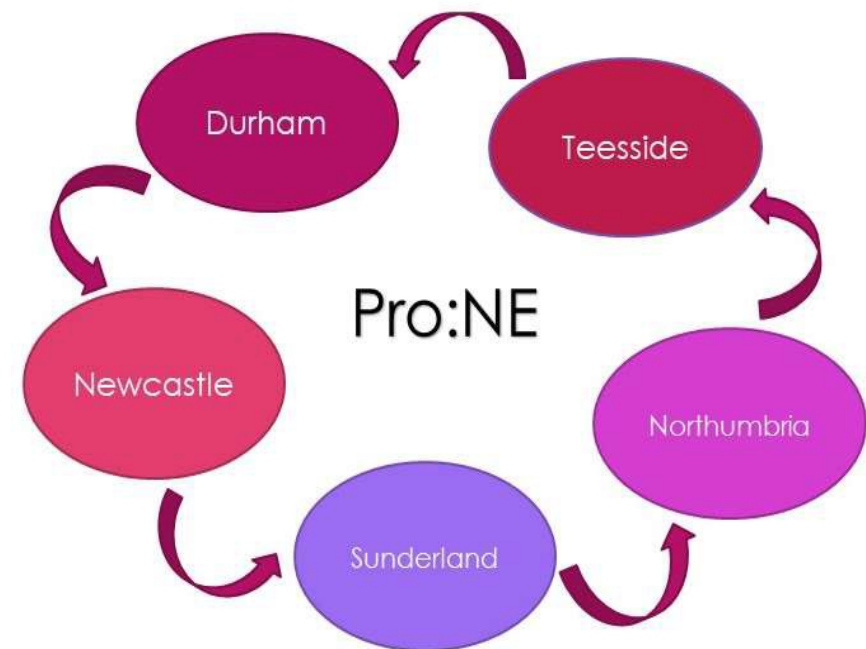 Durham
Teesside
Pro:NE
Newcastle
Northumbria
Sunderland